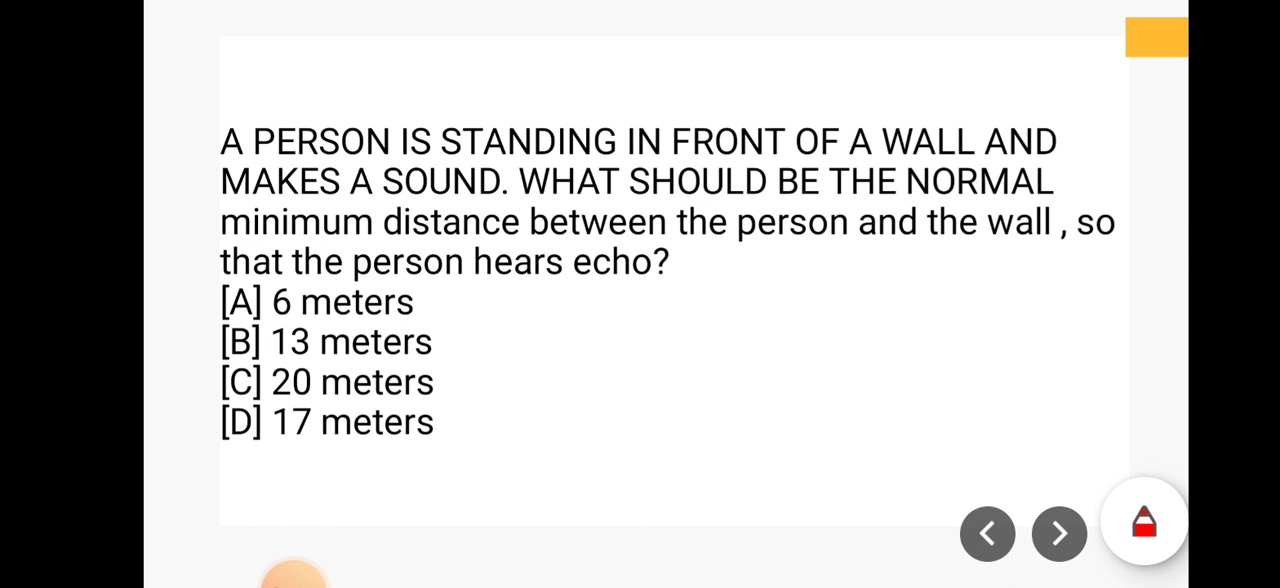 A PERSON IS STANDING IN FRONT OF A WALL AND
MAKES A SOUND. WHAT SHOULD BE THE NORMAL
minimum distance between the person and the wall , so
that the person hears echo?
[A] 6 meters
[B] 13 meters
[C] 20 meters
[D] 17 meters